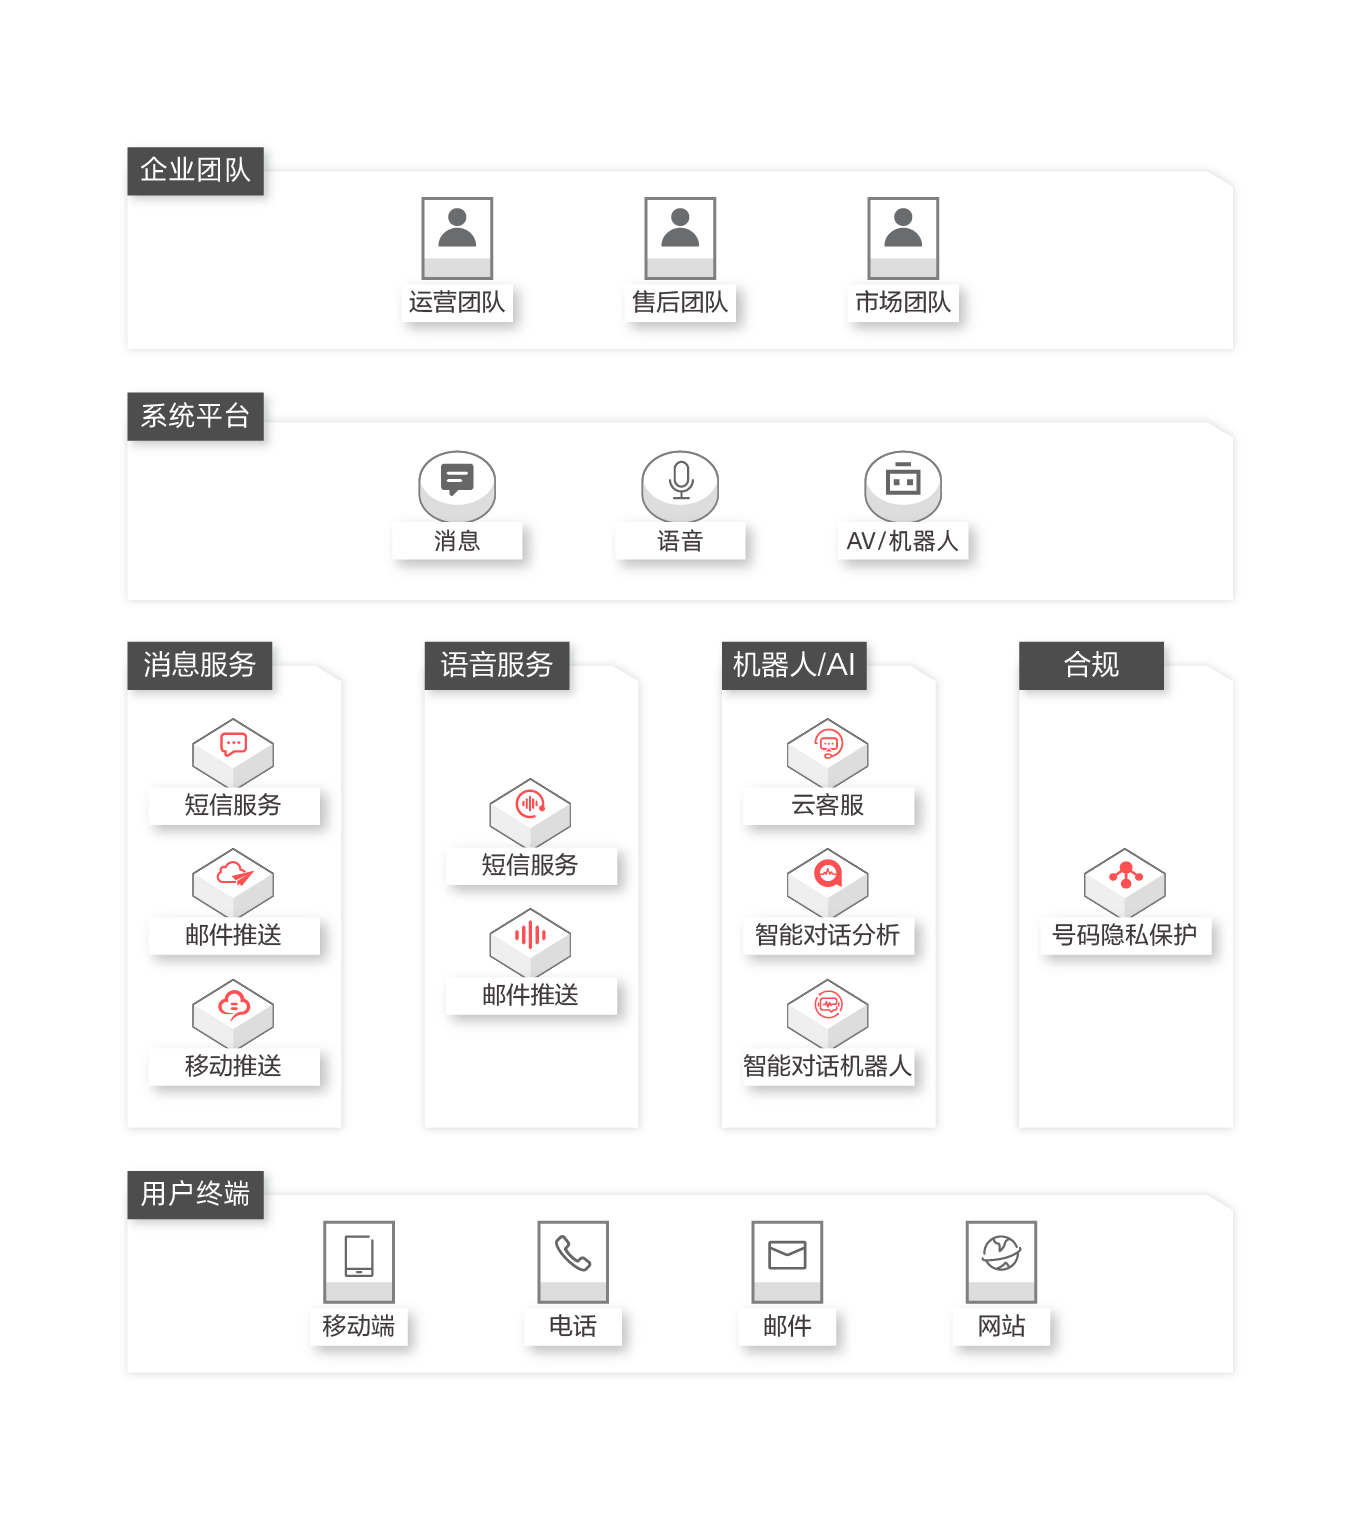 企业团队
运营团队
售后团队
市场团队
系统平台
消息
语音
AV/机器人
消息服务
短信服务
邮件推送
移动推送
语音服务
短信服务
邮件推送
机器人/AI
云客服
智能对话分析
智能对话机器人
合规
号码隐私保护
用户终端
移动端
电话
邮件
网站